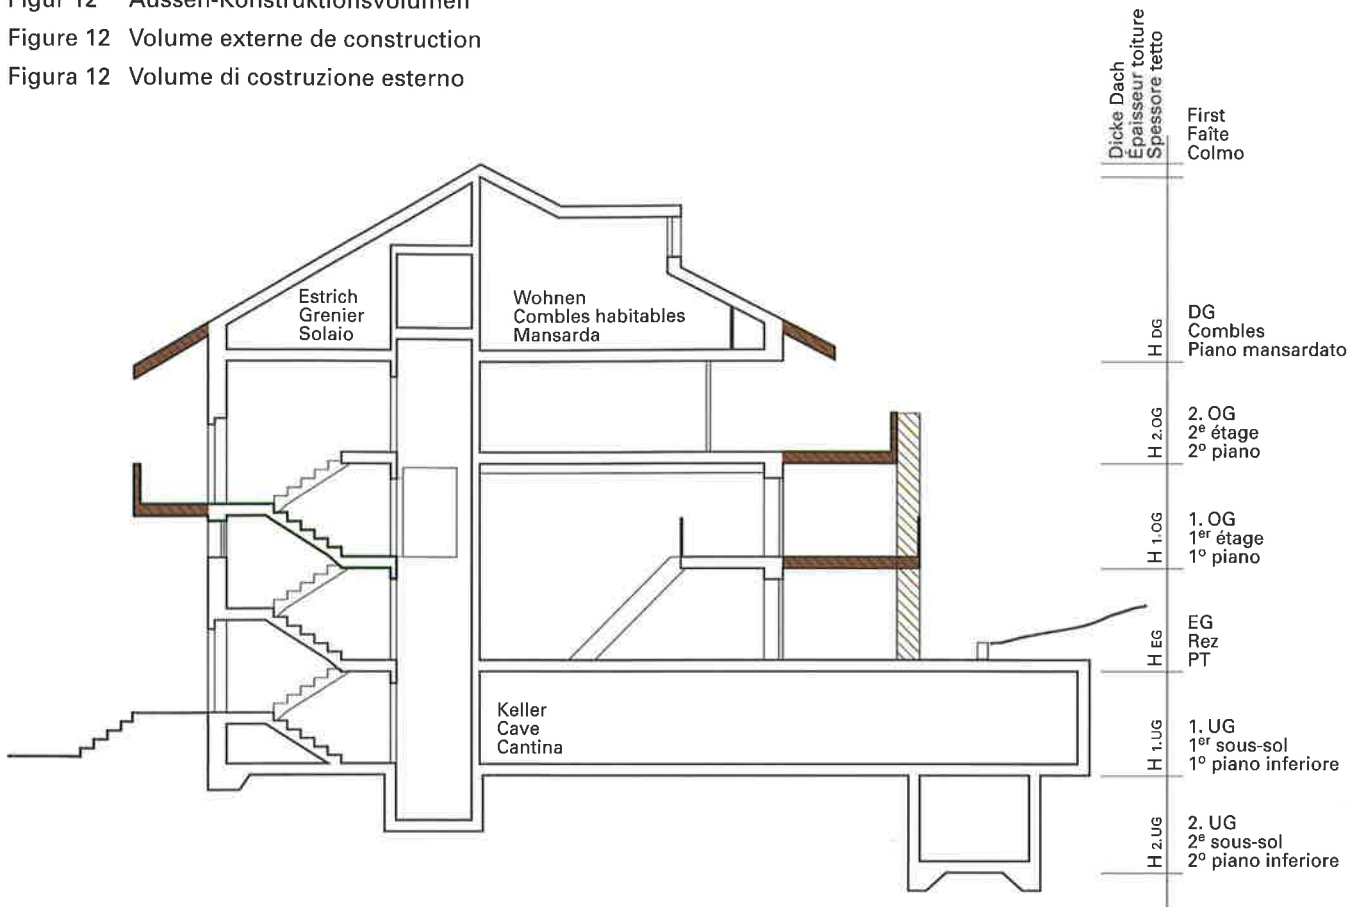 Figur 12 Aussen-Konstruktionsvolumen
Figure 12 Volume externe de construction
Figura 12 Volume di costruzione esterno
Dicke Dach
Épaisseur toiture
Spessore tetto
First
Faîte
Colmo
Estrich
Grenier
Solaio
Wohnen
Combles habitables
Mansarda
H DG
DG
Combles
Piano mansardato
H 2.OG
2. OG
2e étage
2o piano
H 1.OG
1. OG
1er étage
1o piano
H EG
EG
Rez
PT
Keller
Cave
Cantina
H 1.UG
1. UG
1er sous-sol
1o piano inferiore
H 2.UG
2. UG
2e sous-sol
2o piano inferiore